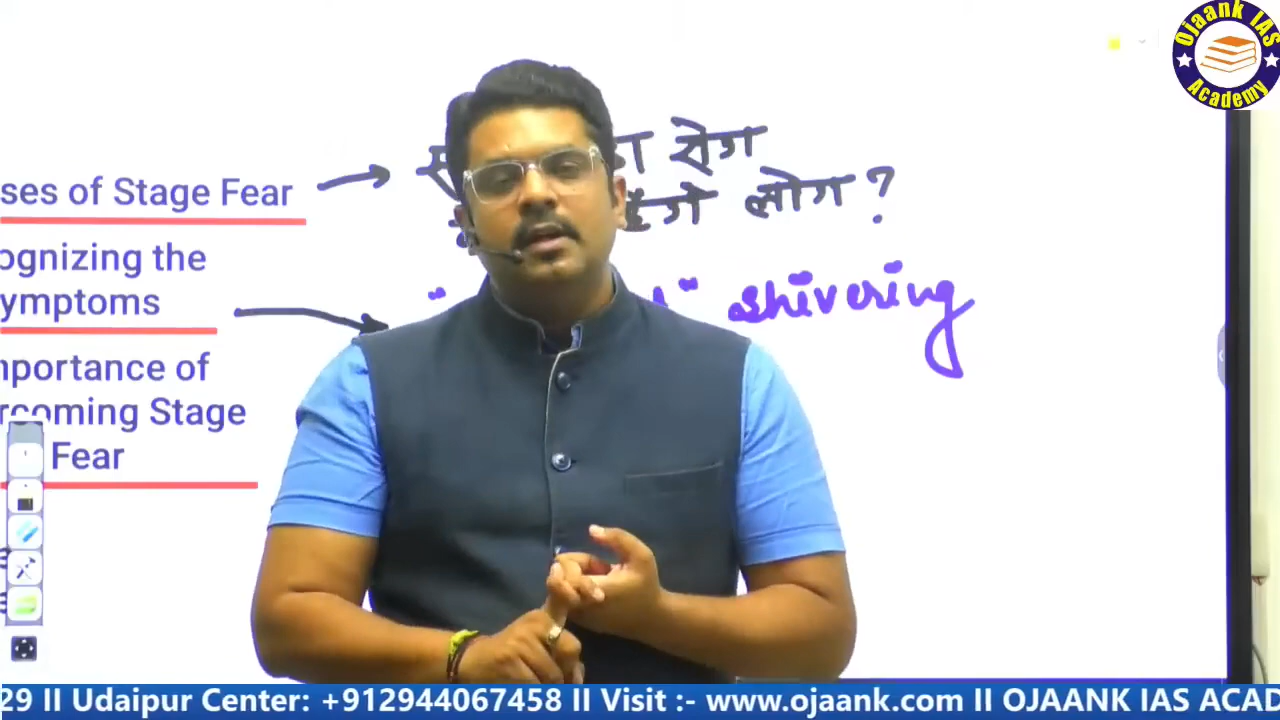 Ojaank IAS
Academy
ses of Stage Fear
रोग
लोग ?
ognizing the
ymptoms
shivering
mportance of
rcoming Stage
Fear
29 II Udaipur Center: +912944067458 II Visit :- www.ojaank.com II OJAANK IAS ACAD